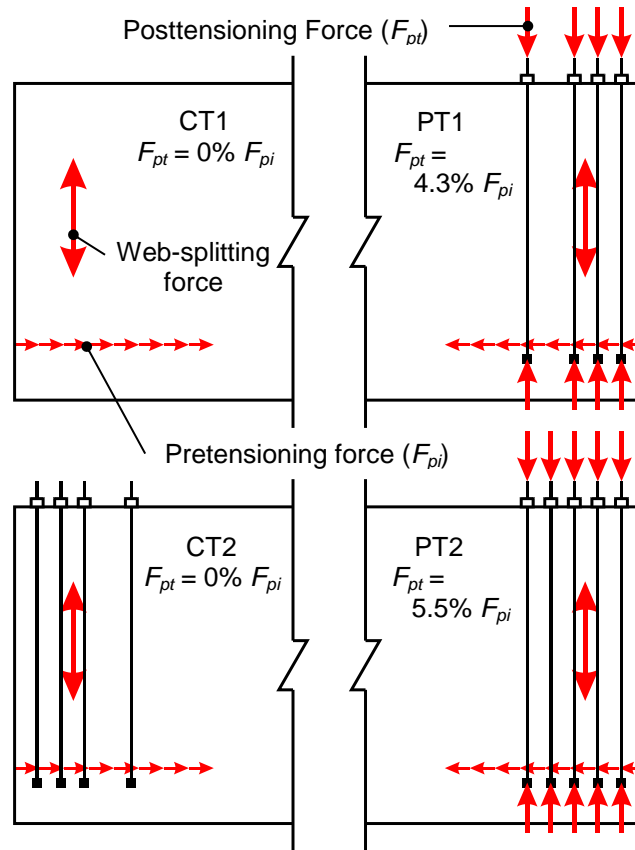 Posttensioning Force (Fpt)
CT1
Fpt = 0% Fpi
PT1
Fpt =
4.3% Fpi
Web-splitting
force
Pretensioning force (Fpi)
CT2
Fpt = 0% Fpi
PT2
Fpt =
5.5% Fpi